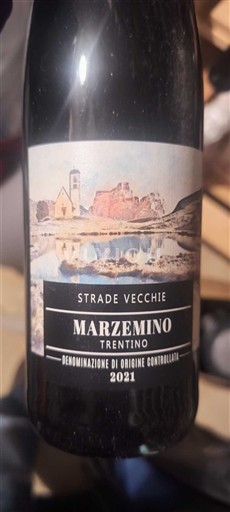 STRADE VECCHIE
MARZEMINO
TRENTINO
DENOMINAZIONE DI ORIGINE CONTROLLATA
2021